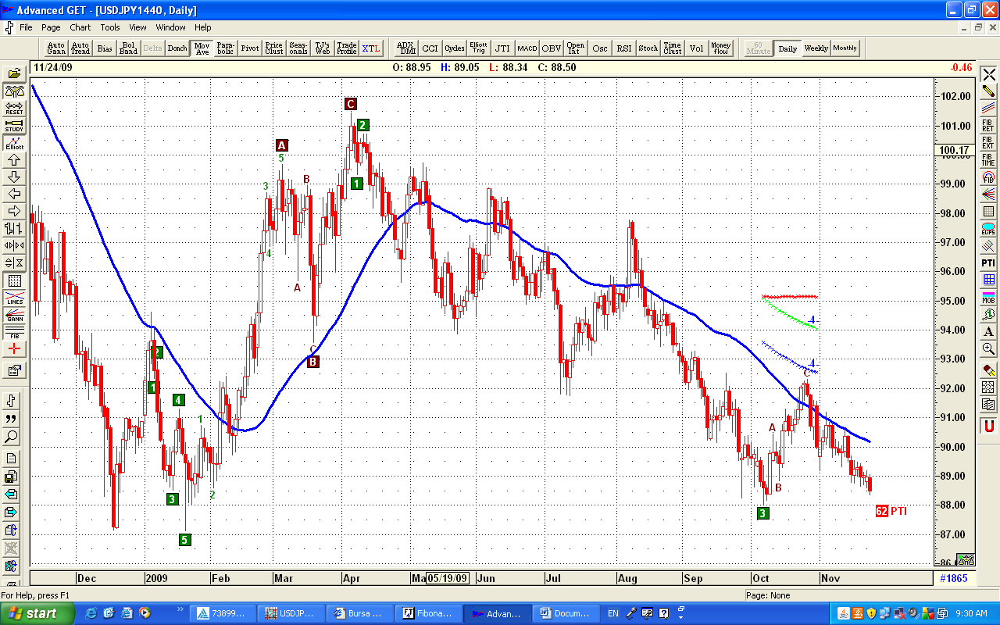 Advanced GET - [USDJPY1440, Daily]
File Page Chart Tools View Window Help
Auto Gann Auto Trend Bias Bol Band Delta Donch Mov Ave Para-bolic Pivot Price Clust Seas-onals TJ's Web Trade Profile XTL ADX DMI CCI Cycles Elliott Trig JTI MACD OBV Open Int Osc RSI Stoch Time Clust Vol Money flow 60 Minute Daily Weekly Monthly
11/24/09 O: 88.95 H: 89.05 L: 88.34 C: 88.50 -0.46
RESET
STUDY
Elliott
LINES
GANN
FIB
102.00
101.00
100.17
100.00
99.00
98.00
97.00
96.00
95.00
94.00
93.00
92.00
91.00
90.00
89.00
88.00
87.00
86.00
C
2
A
5
B
1
3
4
A
C
B
2
1
4
1
3
2
5
4
4
C
A
B
3
62 PTI
FIB RET
FIB EXT
FIB TIME
FIB
ELIPS
PTI
MOB
A
Dec 2009 Feb Mar Apr Ma 05/19/09 Jun Jul Aug Sep Oct Nov #1865
For Help, press F1 Page: None
start 73899... USDJP... Bursa ... Fibona... Advan... Docum... EN 9:30 AM